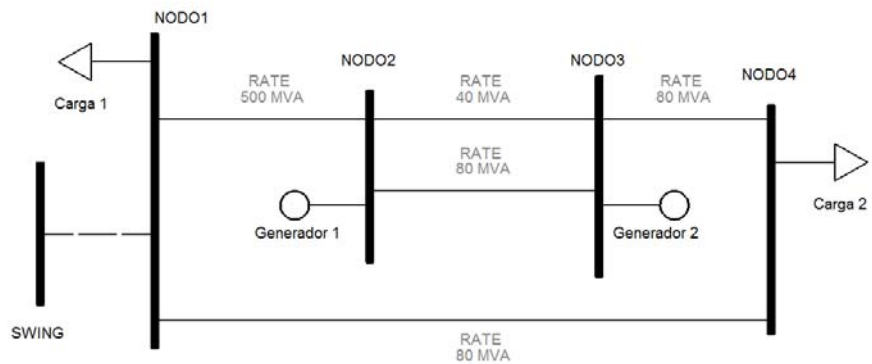 NODO1
Carga 1
SWING
RATE
500 MVA
NODO2
Generador 1
RATE
40 MVA
RATE
80 MVA
NODO3
Generador 2
RATE
80 MVA
NODO4
Carga 2
RATE
80 MVA